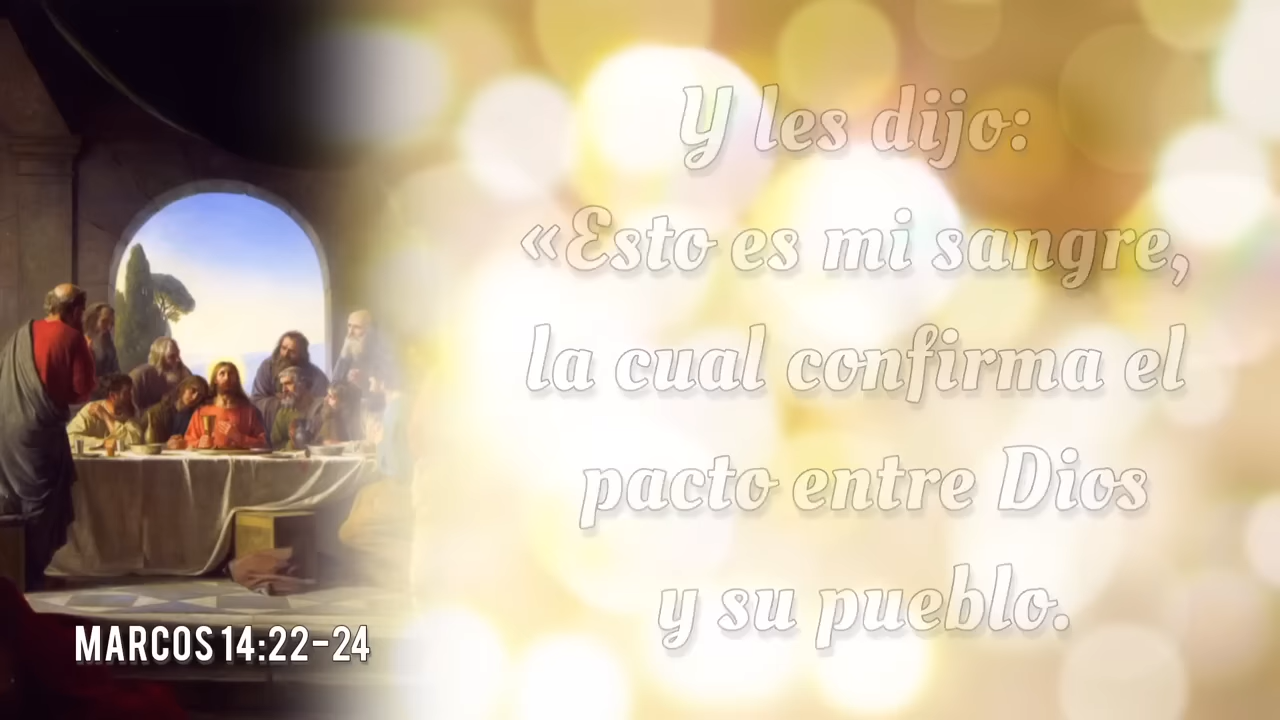 Y les dijo:
«Esto es mi sangre,
la cual confirma el
pacto entre Dios
y su pueblo.
MARCOS 14:22-24